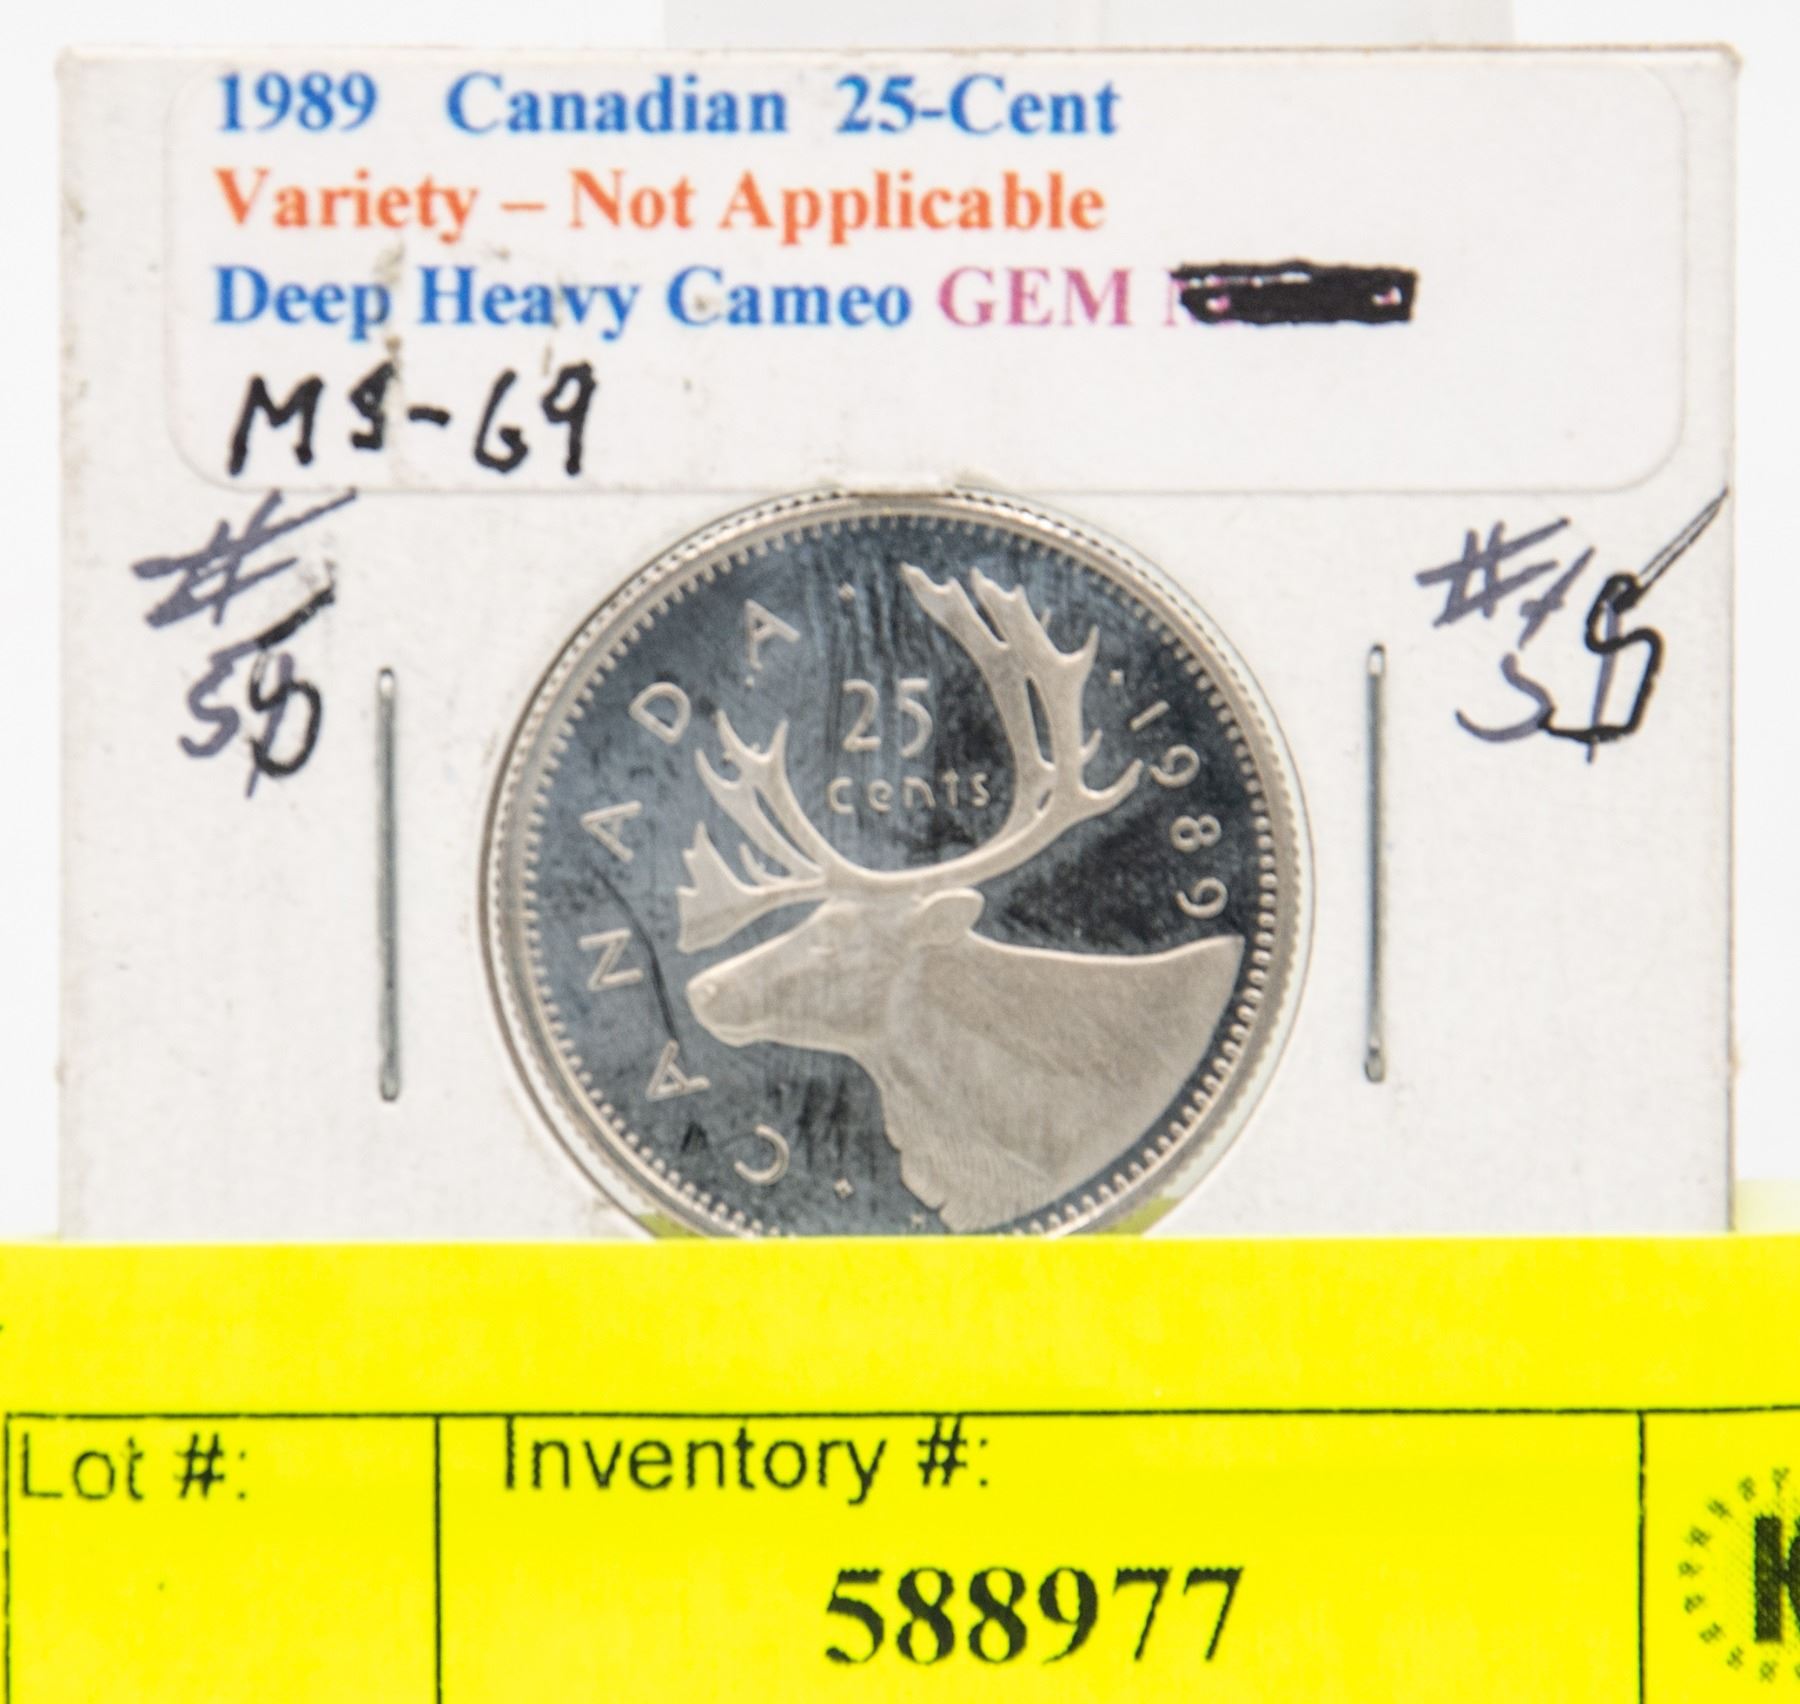 1989 Canadian 25-Cent
Variety – Not Applicable
Deep Heavy Cameo GEM
MS-69
#
#
CANADA
25
cents
1989
Lot #:
Inventory #:
588977
K